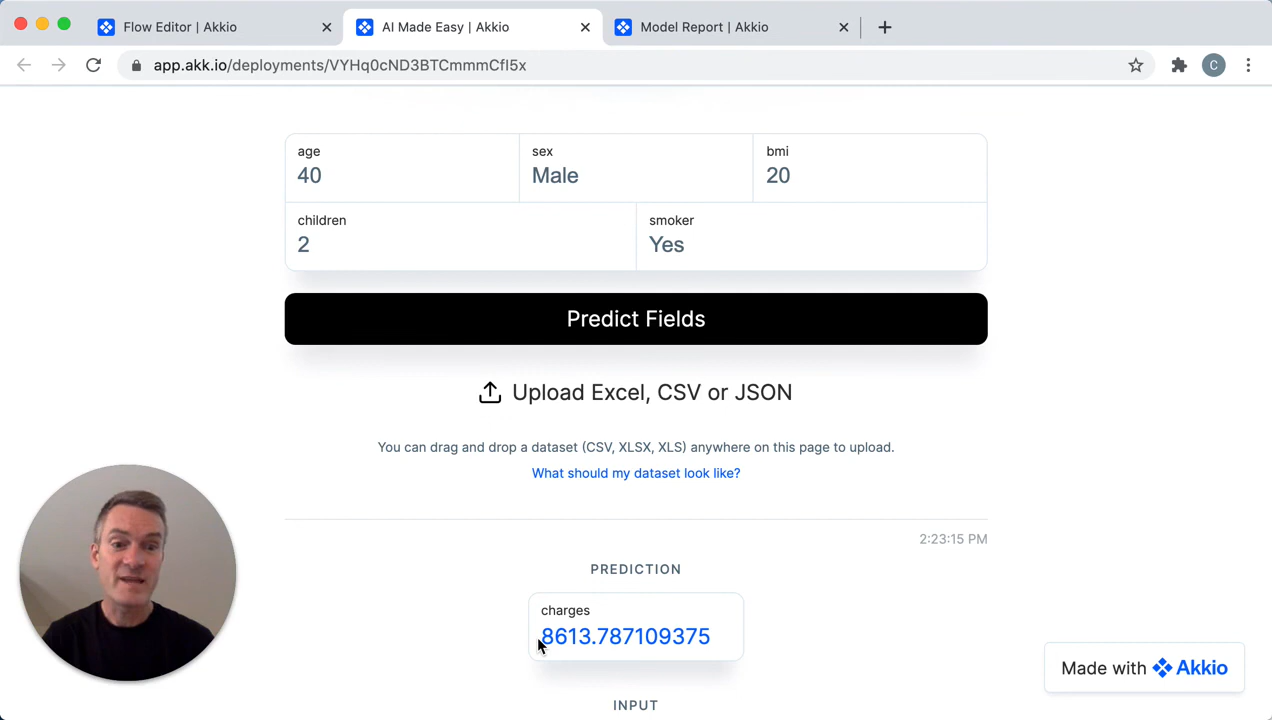 Flow Editor | Akkio
AI Made Easy | Akkio
Model Report | Akkio
app.akk.io/deployments/VYHq0cND3BTCmmmCfI5x
C
age
40
sex
Male
bmi
20
children
2
smoker
Yes
Predict Fields
Upload Excel, CSV or JSON
You can drag and drop a dataset (CSV, XLSX, XLS) anywhere on this page to upload.
What should my dataset look like?
2:23:15 PM
PREDICTION
charges
8613.787109375
Made with Akkio
INPUT